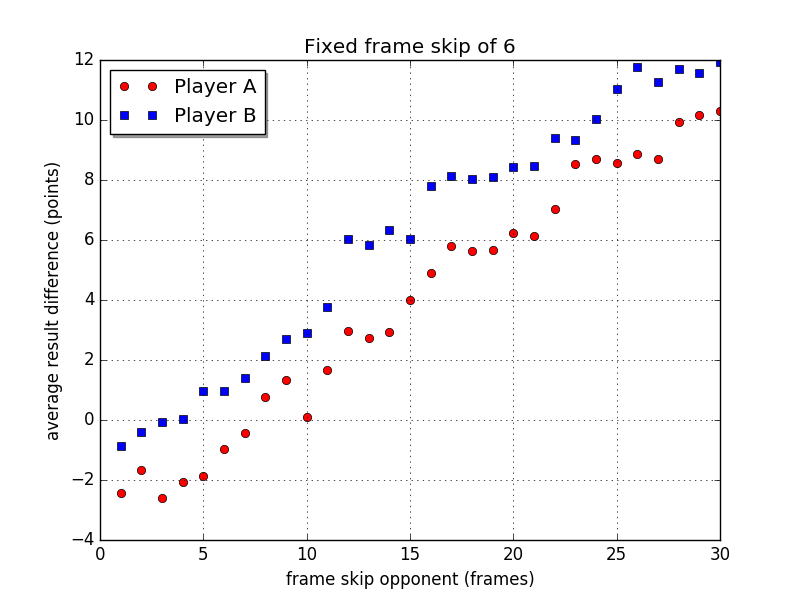 Fixed frame skip of 6
Player A
Player B
average result difference (points)
12
10
8
6
4
2
0
−2
−4
0 5 10 15 20 25 30
frame skip opponent (frames)